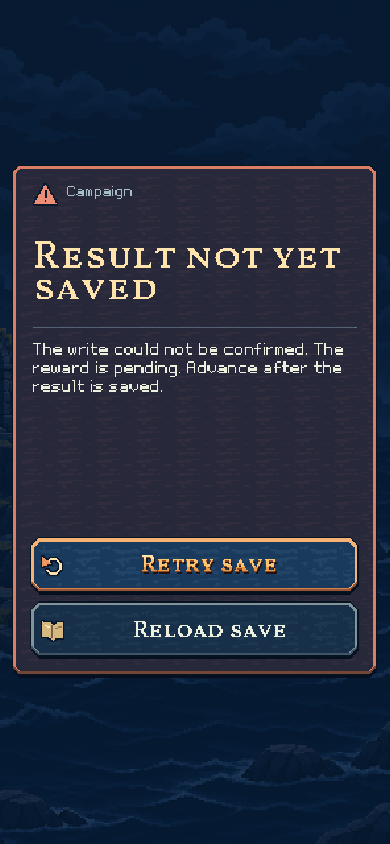 Campaign
Result not yet
saved
The write could not be confirmed. The
reward is pending. Advance after the
result is saved.
Retry save
Reload save